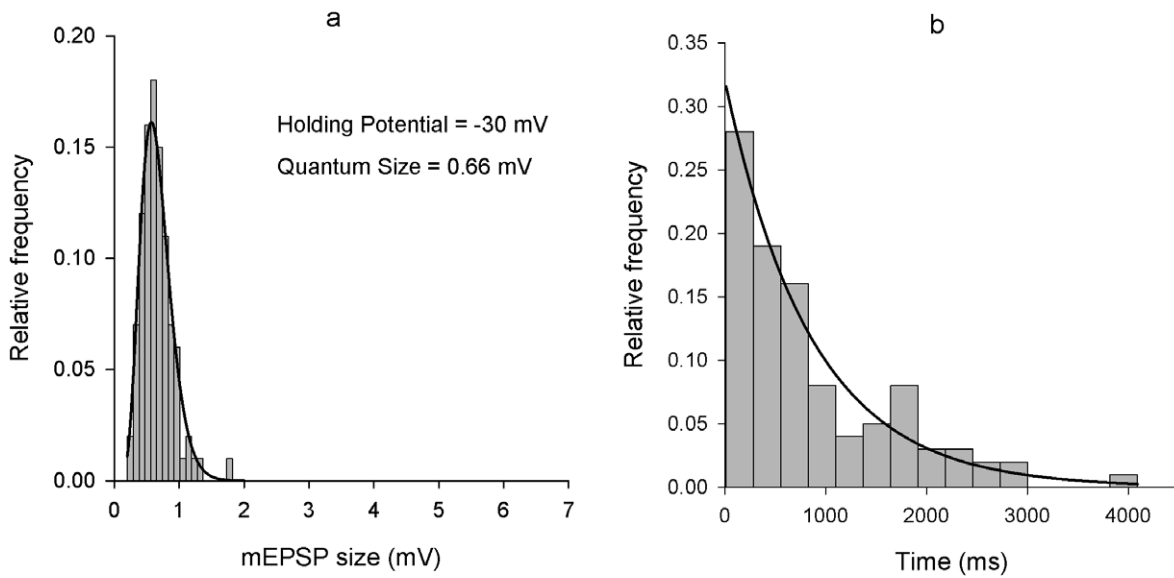 a
0.20
0.15
0.10
0.05
0.00
Relative frequency
Holding Potential = -30 mV
Quantum Size = 0.66 mV
0 1 2 3 4 5 6 7
mEPSP size (mV)
b
0.35
0.30
0.25
0.20
0.15
0.10
0.05
0.00
Relative frequency
0 1000 2000 3000 4000
Time (ms)